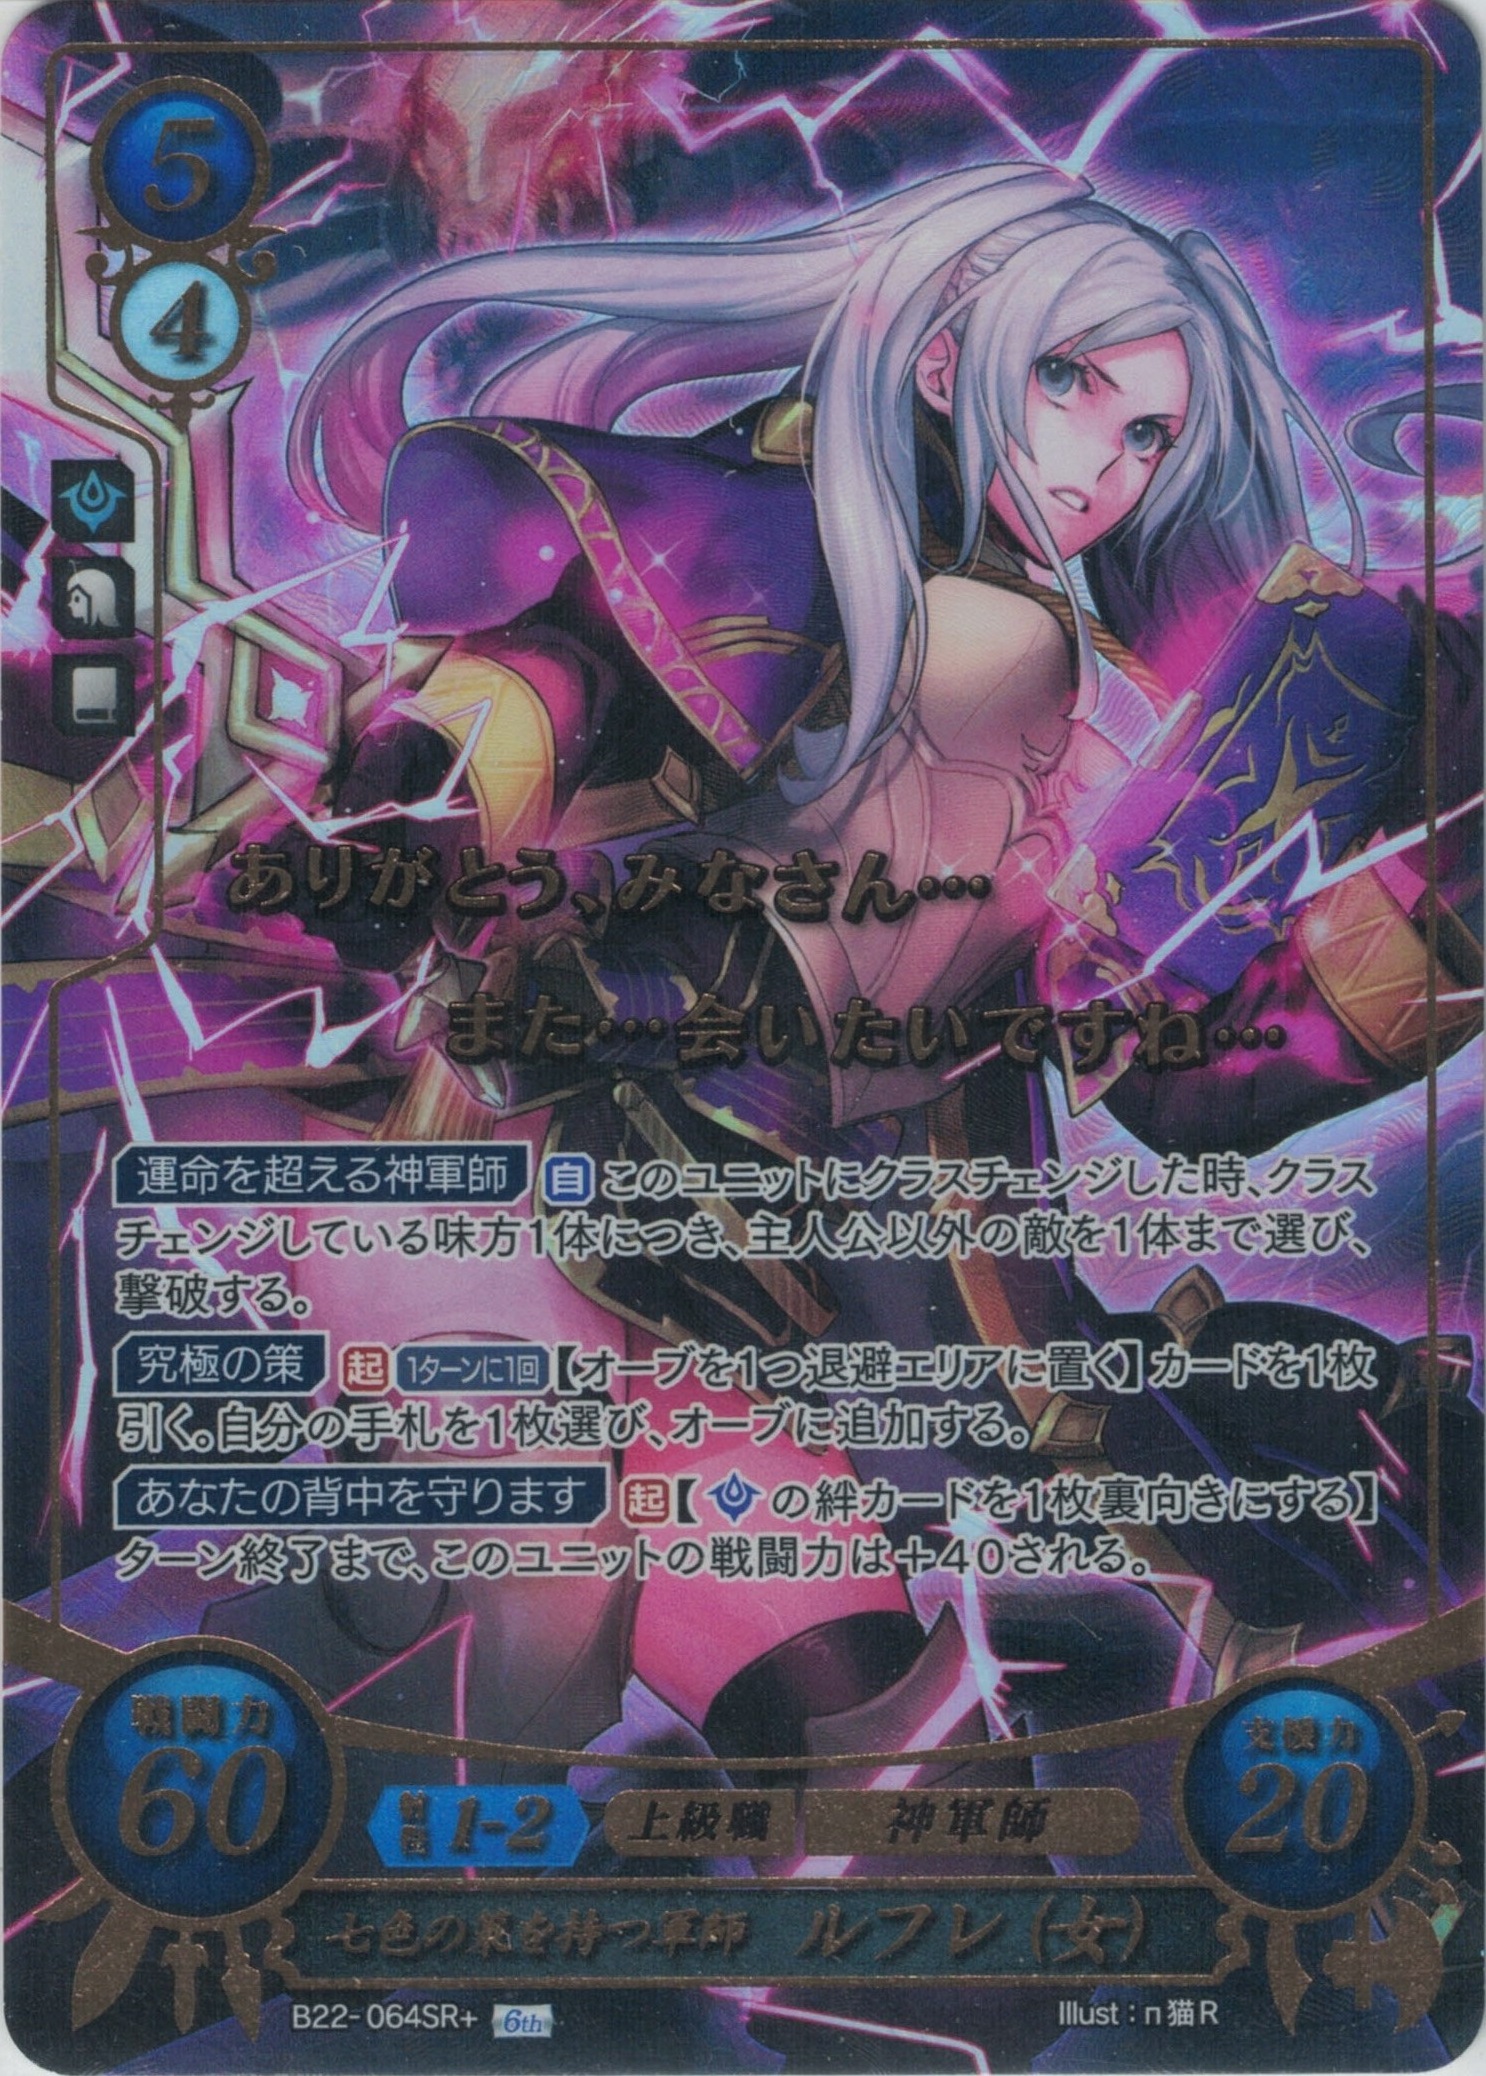 5
4
ありがとう、みなさん…
また…会いたいですね…
運命を超える神軍師 自 このユニットにクラスチェンジした時、クラス
チェンジしている味方1体につき、主人公以外の敵を1体まで選び、
撃破する。
究極の策 起 1ターンに1回 【オーブを1つ退避エリアに置く】カードを1枚
引く。自分の手札を1枚選び、オーブに追加する。
あなたの背中を守ります 起【の絆カードを1枚裏向きにする】
ターン終了まで、このユニットの戦闘力は＋40される。
戦闘力
60
射程 1-2 上級職 神軍師
支援力
20
七色の策を持つ軍師 ルフレ（女）
B22-064SR+ 6th
Illust：n猫R